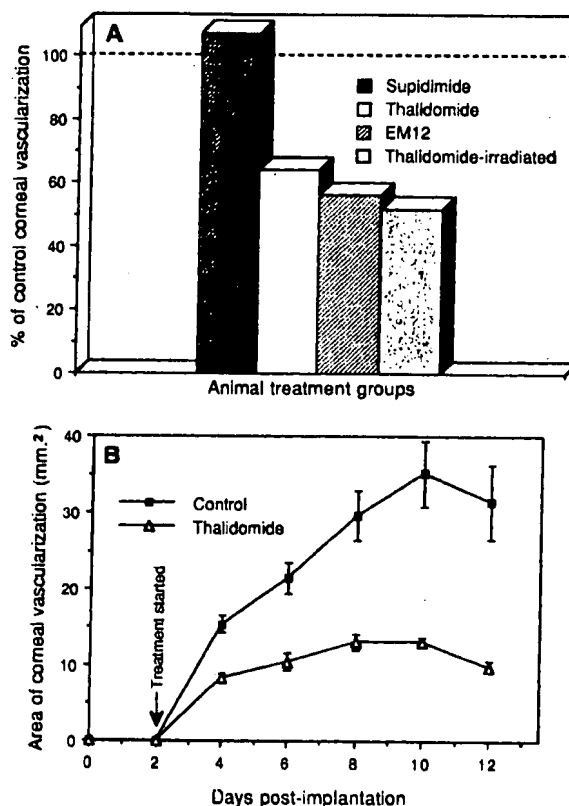 A
% of control corneal vascularization
100
80
60
40
20
0
Supidimide
Thalidomide
EM12
Thalidomide-irradiated
Animal treatment groups
B
Area of corneal vascularization (mm.²)
40
30
20
10
0
Control
Thalidomide
Treatment started
0 2 4 6 8 10 12
Days post-implantation